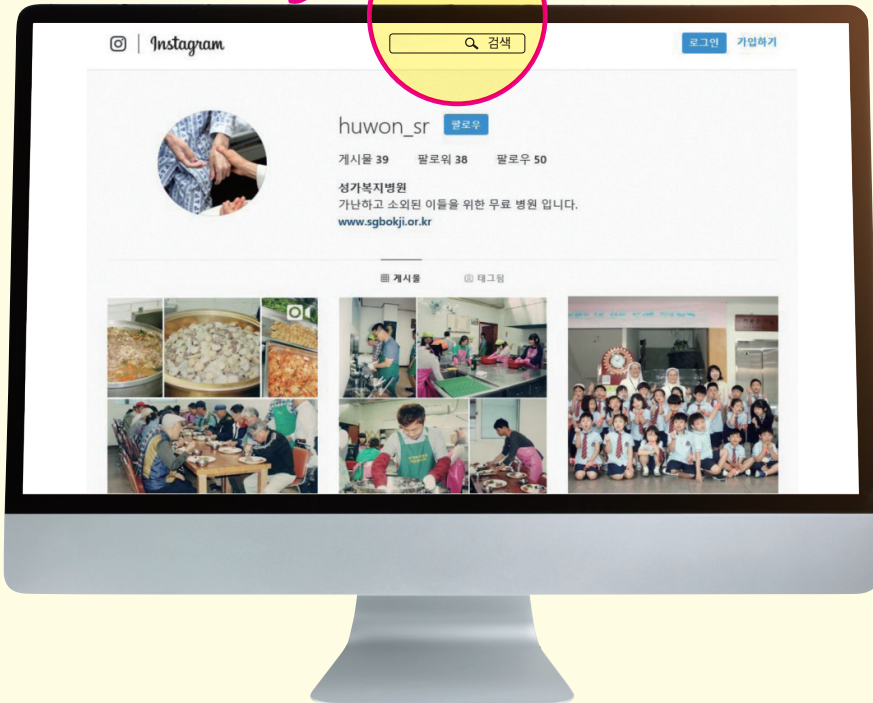 Instagram
검색
로그인
가입하기
huwon_sr 팔로우
게시물 39 팔로워 38 팔로우 50
성가복지병원
가난하고 소외된 이들을 위한 무료 병원 입니다.
www.sgbokji.or.kr
게시물 태그됨